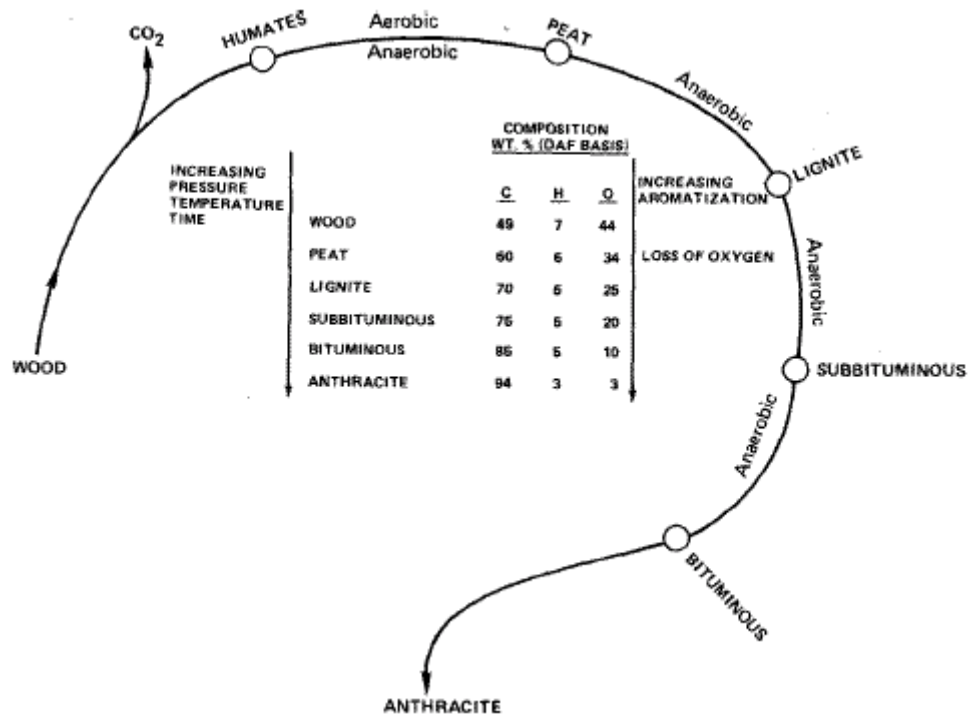 CO2
HUMATES
Aerobic
Anaerobic
PEAT
Anaerobic
LIGNITE
Anaerobic
SUBBITUMINOUS
Anaerobic
BITUMINOUS
ANTHRACITE
WOOD
INCREASING
PRESSURE
TEMPERATURE
TIME
COMPOSITION
WT. % (DAF BASIS)
C H O
WOOD 49 7 44
PEAT 60 6 34
LIGNITE 70 5 25
SUBBITUMINOUS 75 5 20
BITUMINOUS 85 5 10
ANTHRACITE 94 3 3
INCREASING
AROMATIZATION
LOSS OF OXYGEN